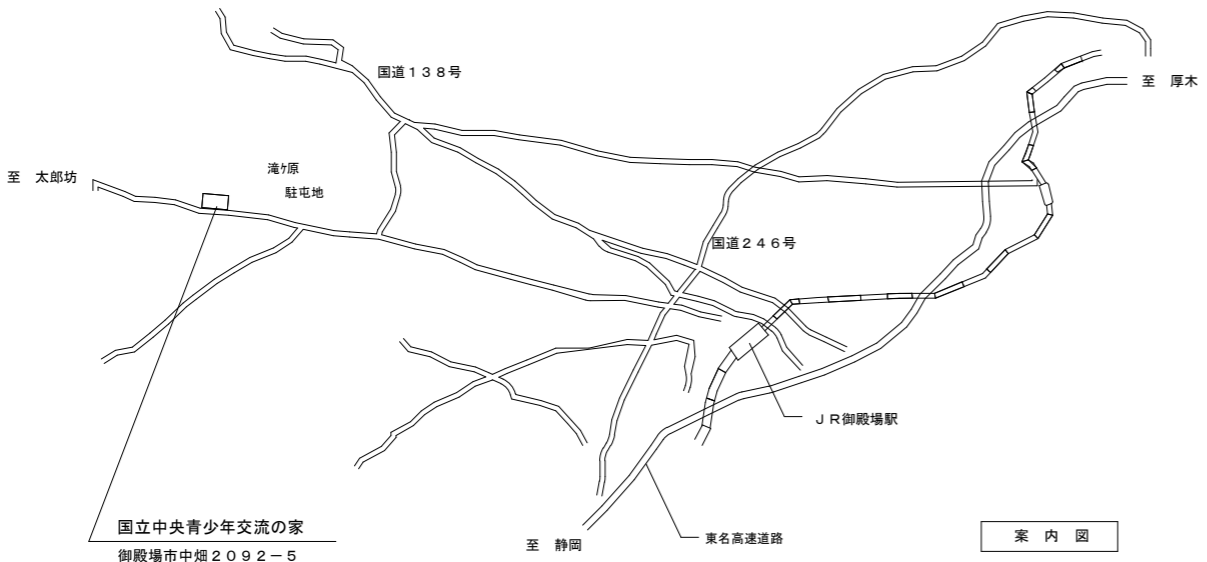 国道138号
至 厚木
滝ヶ原
駐屯地
至 太郎坊
国道246号
JR御殿場駅
国立中央青少年交流の家
御殿場市中畑2092-5
至 静岡
東名高速道路
案 内 図